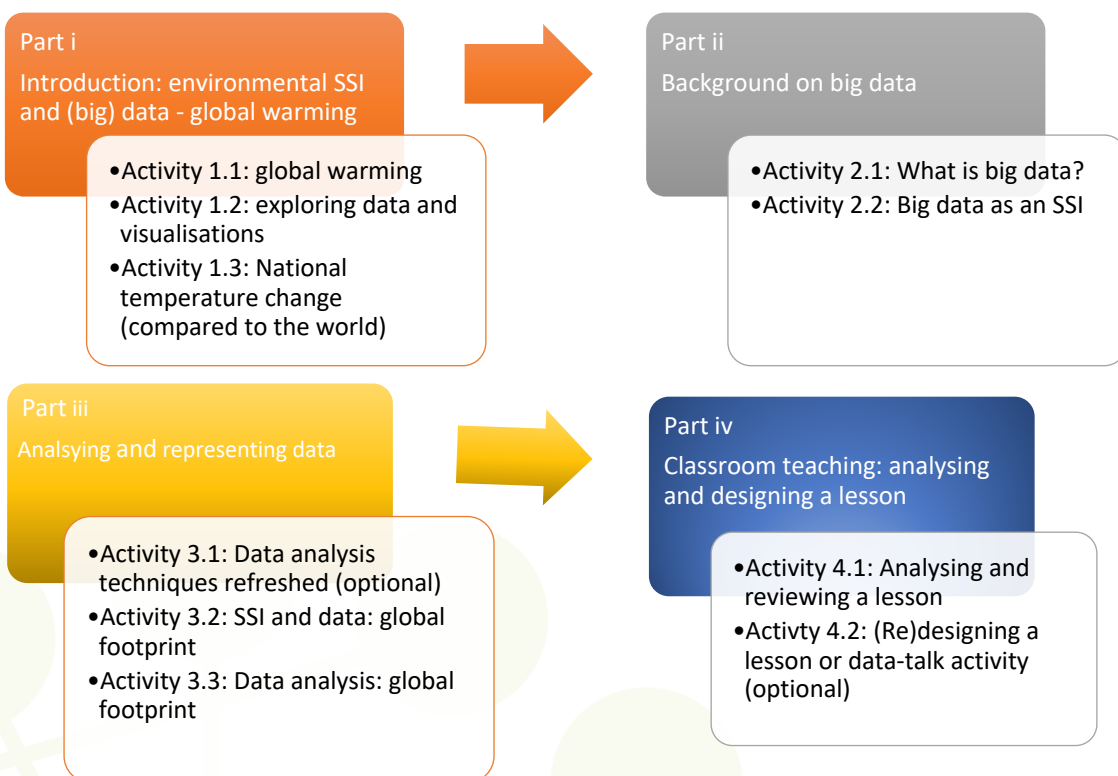 Part i
Introduction: environmental SSI
and (big) data - global warming
•Activity 1.1: global warming
•Activity 1.2: exploring data and
visualisations
•Activity 1.3: National
temperature change
(compared to the world)
Part ii
Background on big data
•Activity 2.1: What is big data?
•Activity 2.2: Big data as an SSI
Part iii
Analsying and representing data
•Activity 3.1: Data analysis
techniques refreshed (optional)
•Activity 3.2: SSI and data: global
footprint
•Activity 3.3: Data analysis: global
footprint
Part iv
Classroom teaching: analysing
and designing a lesson
•Activity 4.1: Analysing and
reviewing a lesson
•Activty 4.2: (Re)designing a
lesson or data-talk activity
(optional)